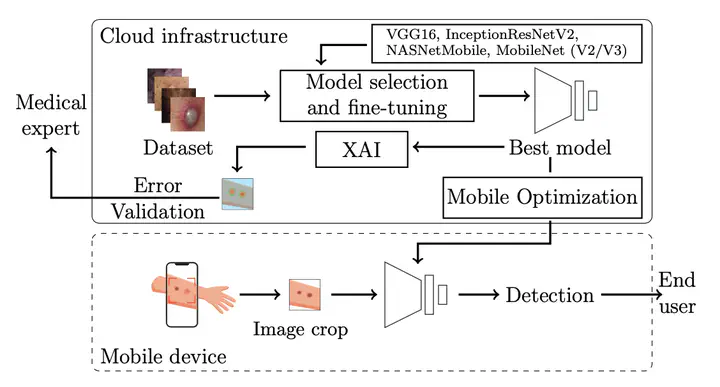 Cloud infrastructure
VGG16, InceptionResNetV2,
NASNetMobile, MobileNet (V2/V3)
Model selection
and fine-tuning
Medical
expert
Dataset
XAI
Best model
Error
Validation
Mobile Optimization
Detection
End
user
Image crop
Mobile device